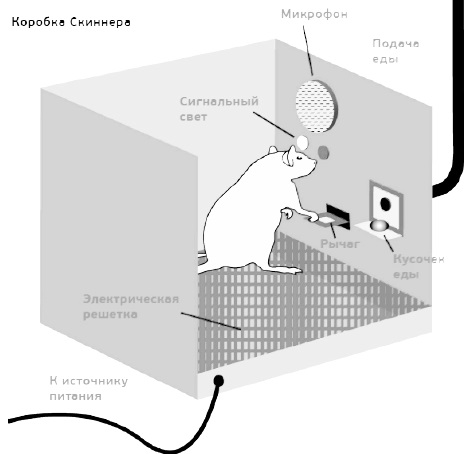 Коробка Скиннера
Микрофон
Подача
еды
Сигнальный
свет
Рычаг
Кусочек
еды
Электрическая
решетка
К источнику
питания